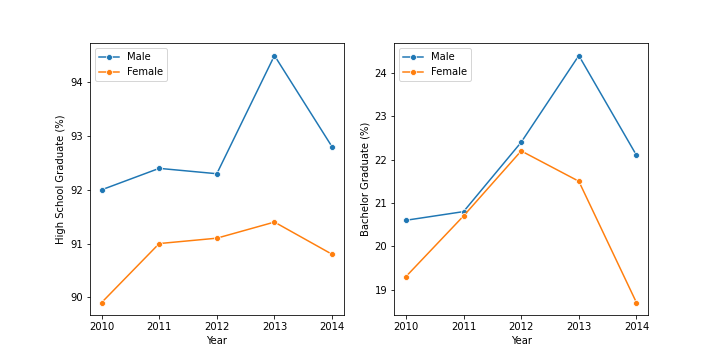 Male
Female
94
93
92
91
90
High School Graduate (%)
2010 2011 2012 2013 2014
Year
Male
Female
24
23
22
21
20
19
Bachelor Graduate (%)
2010 2011 2012 2013 2014
Year